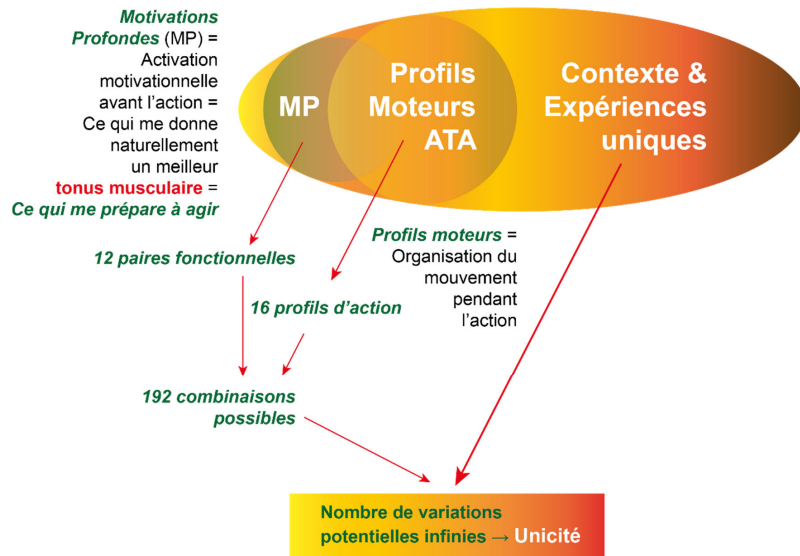 Motivations
Profondes (MP) =
Activation
motivationnelle
avant l'action =
Ce qui me donne
naturellement
un meilleur
tonus musculaire =
Ce qui me prépare à agir
MP
Profils
Moteurs
ATA
Contexte &
Expériences
uniques
12 paires fonctionnelles
Profils moteurs =
Organisation du
mouvement
pendant
l'action
16 profils d'action
192 combinaisons
possibles
Nombre de variations
potentielles infinies → Unicité